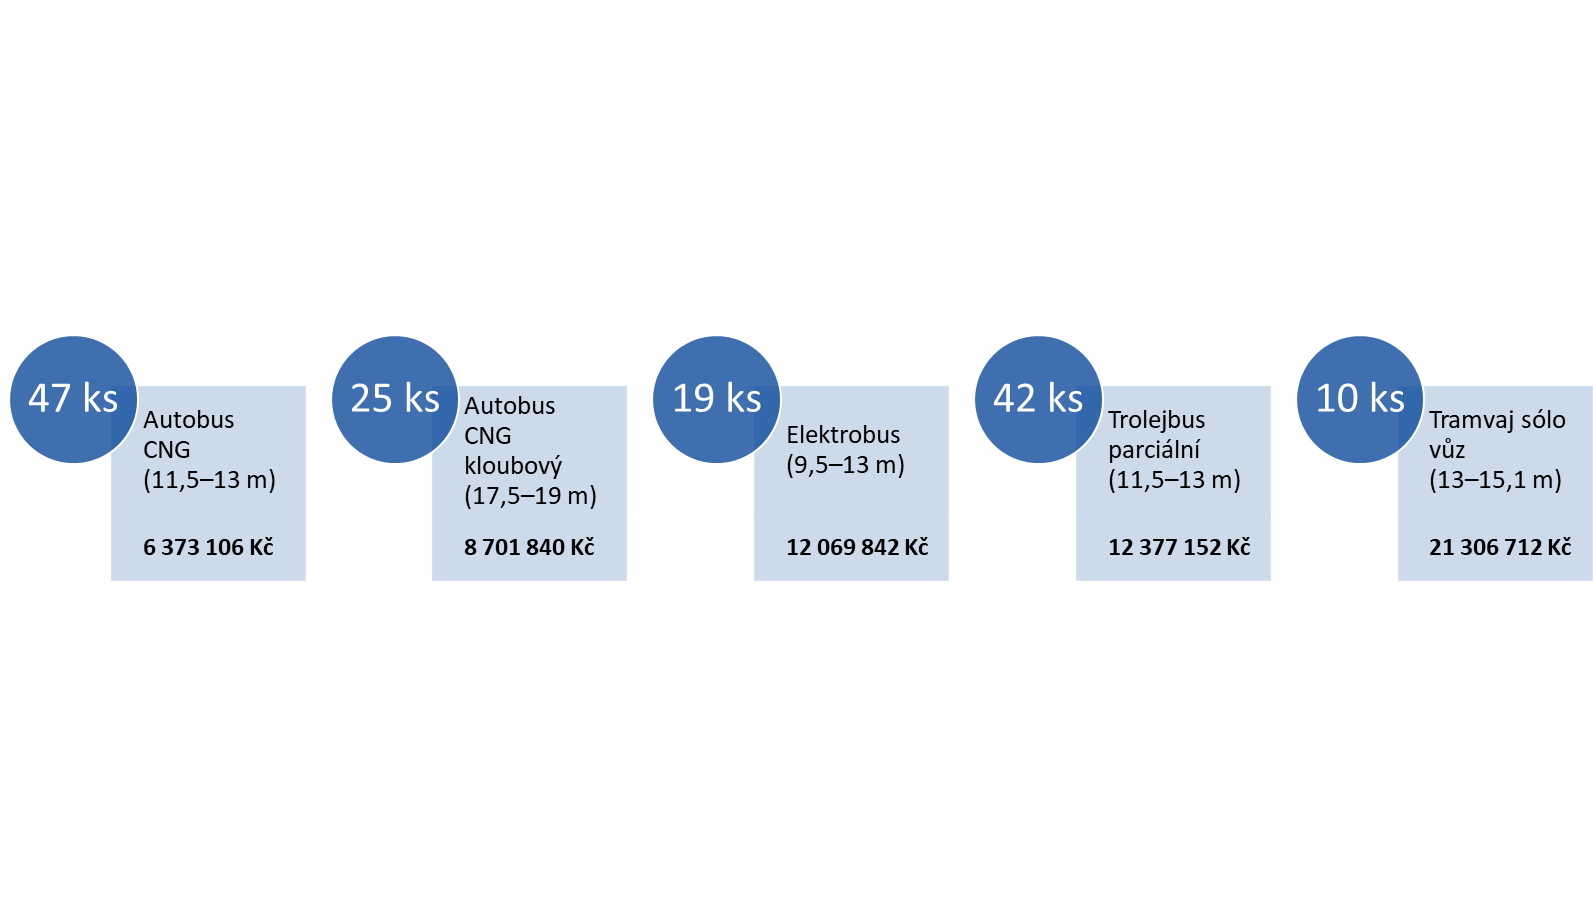 47 ks
Autobus
CNG
(11,5–13 m)
6 373 106 Kč
25 ks
Autobus
CNG
kloubový
(17,5–19 m)
8 701 840 Kč
19 ks
Elektrobus
(9,5–13 m)
12 069 842 Kč
42 ks
Trolejbus
parciální
(11,5–13 m)
12 377 152 Kč
10 ks
Tramvaj sólo
vůz
(13–15,1 m)
21 306 712 Kč